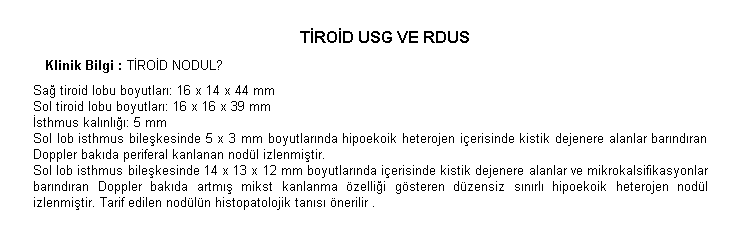 TİROİD USG VE RDUS
Klinik Bilgi : TİROİD NODUL?
Sağ tiroid lobu boyutları: 16 x 14 x 44 mm
Sol tiroid lobu boyutları: 16 x 16 x 39 mm
İsthmus kalınlığı: 5 mm
Sol lob isthmus bileşkesinde 5 x 3 mm boyutlarında hipoekoik heterojen içerisinde kistik dejenere alanlar barındıran
Doppler bakıda periferal kanlanan nodül izlenmiştir.
Sol lob isthmus bileşkesinde 14 x 13 x 12 mm boyutlarında içerisinde kistik dejenere alanlar ve mikrokalsifikasyonlar
barındıran Doppler bakıda artmış mikst kanlanma özelliği gösteren düzensiz sınırlı hipoekoik heterojen nodül
izlenmiştir. Tarif edilen nodülün histopatolojik tanısı önerilir .